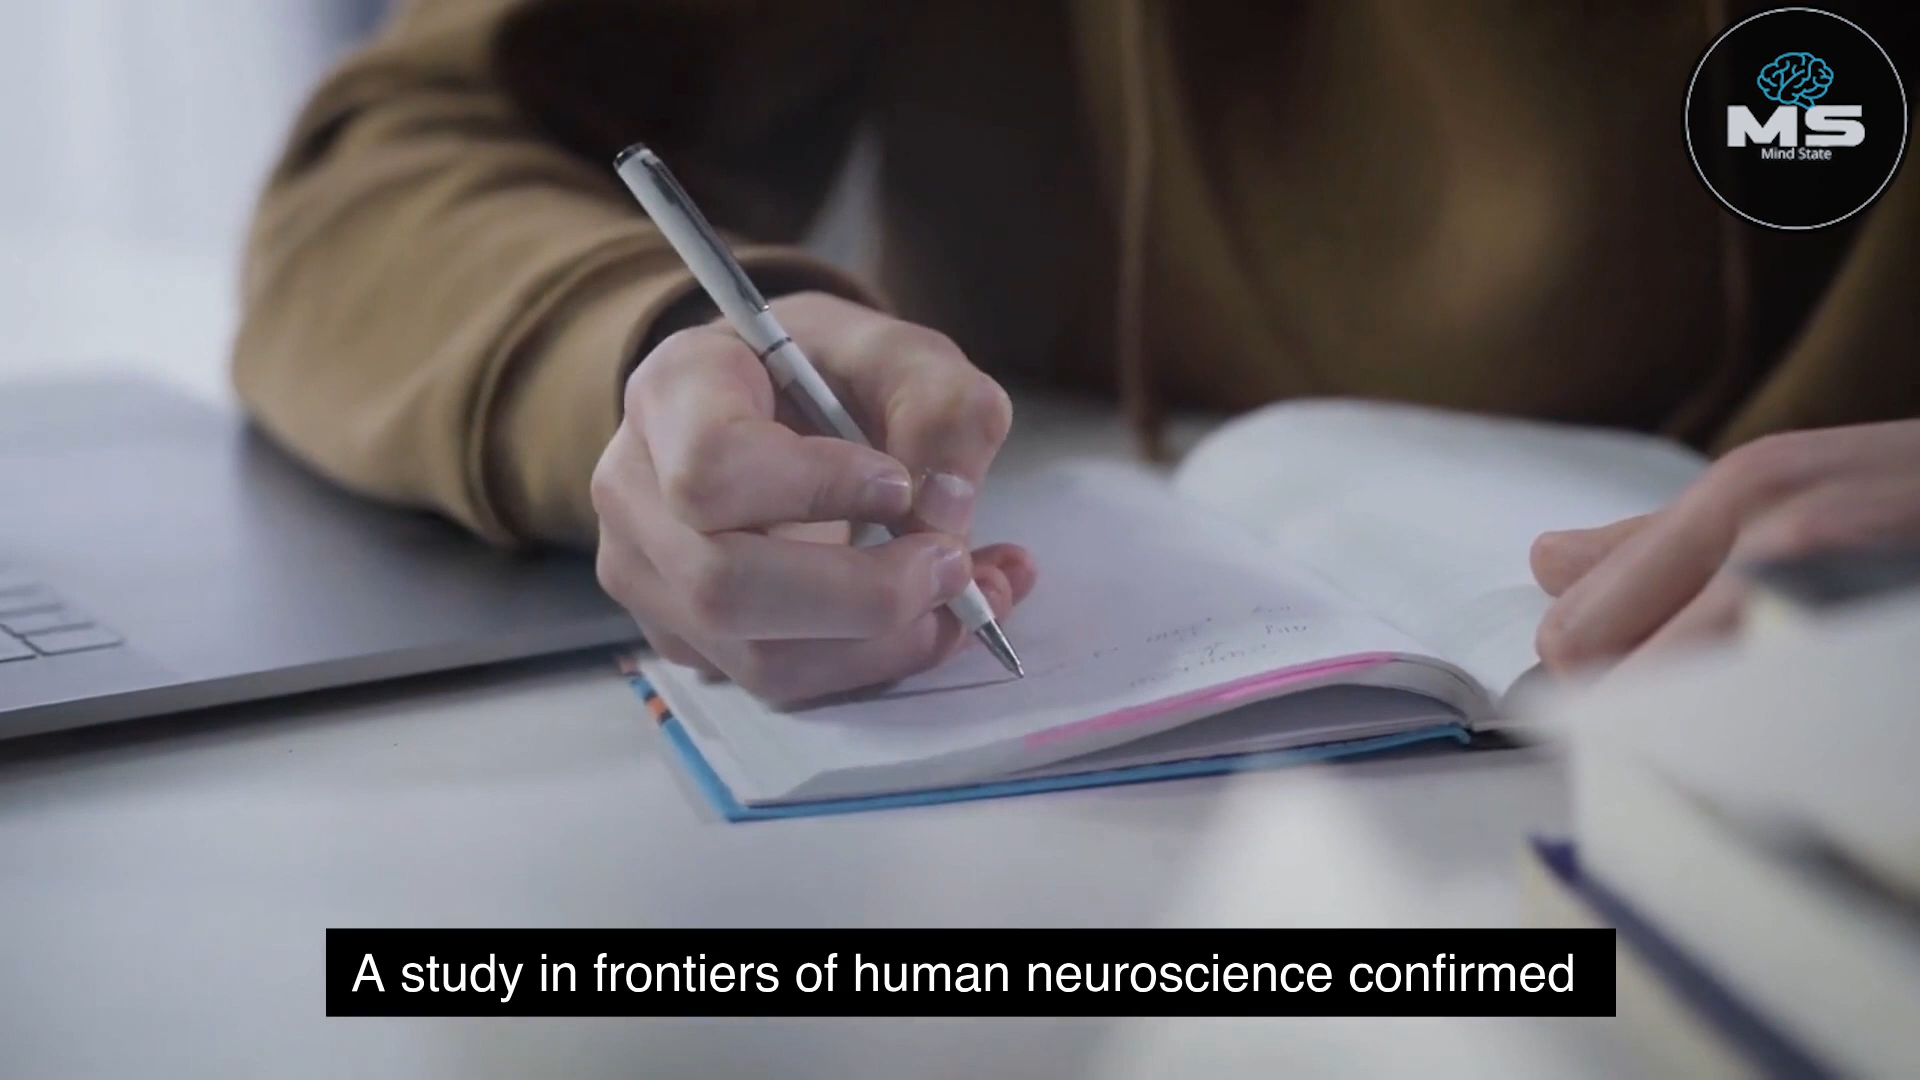 MS
Mind State
A study in frontiers of human neuroscience confirmed